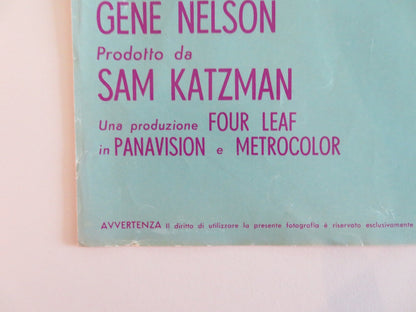 GENE NELSON
Prodotto da
SAM KATZMAN
Una produzione FOUR LEAF
in PANAVISION e METROCOLOR
AVVERTENZA Il diritto di utilizzare la presente fotografia è riservato esclusivamente